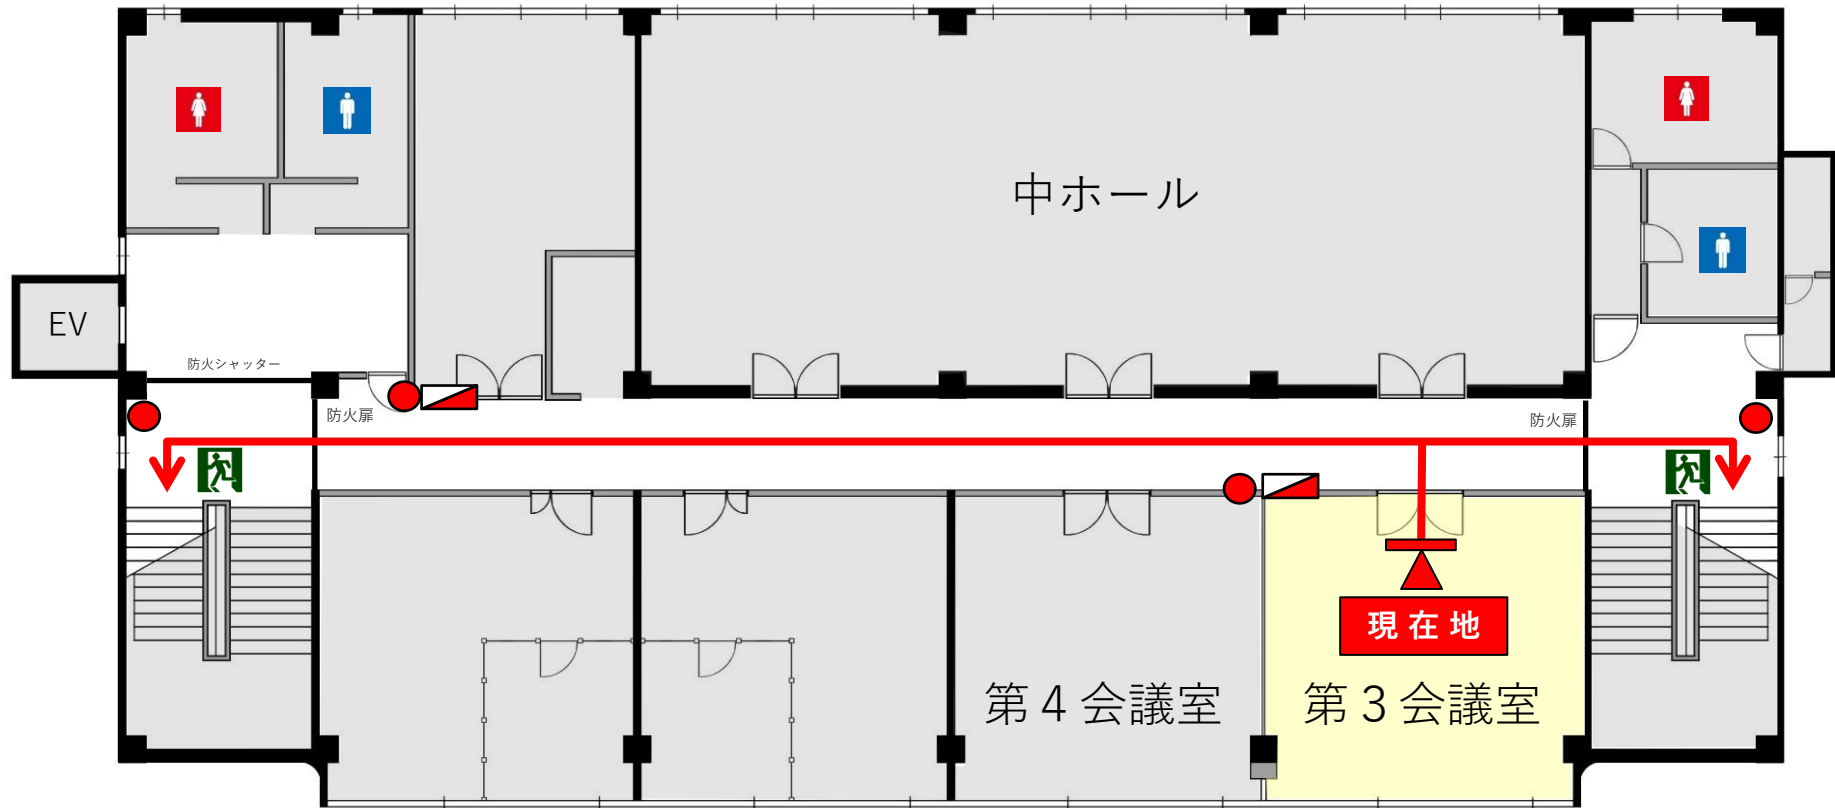 中ホール
EV
防火シャッター
防火扉
防火扉
現在地
第4会議室
第3会議室